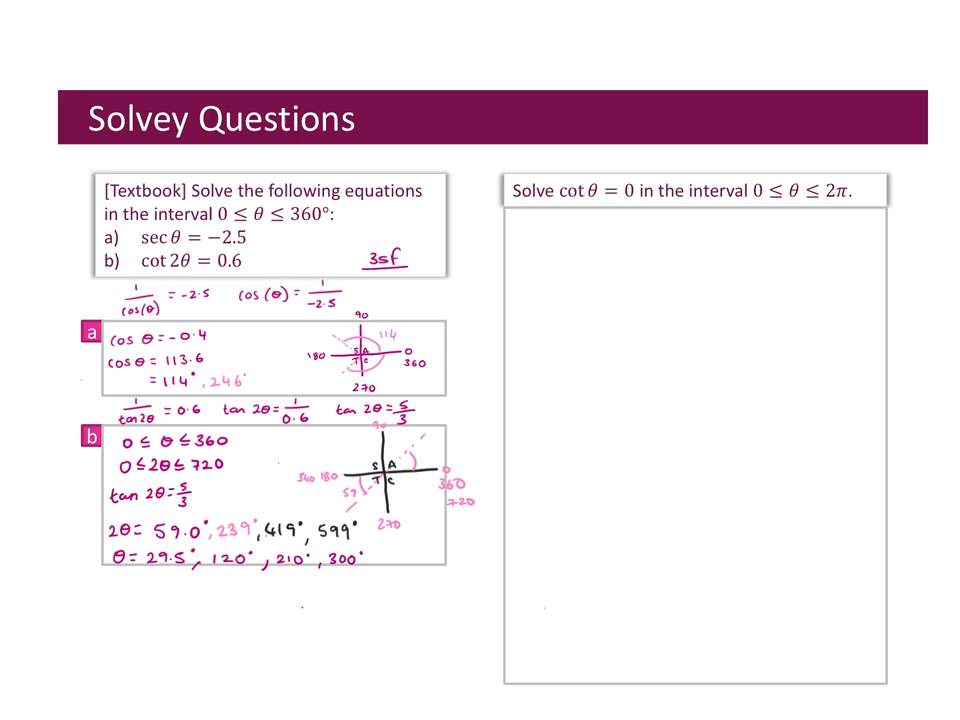 Solvey Questions
[Textbook] Solve the following equations
in the interval 0 ≤ θ ≤ 360°:
a) sec θ = −2.5
b) cot 2θ = 0.6
3sf
1/cos(θ) = -2.5 cos(θ) = 1/-2.5
a
cos θ = -0.4
cos θ = 113.6
= 114°, 246°
90
114
S A
180
0
T C
360
270
1/tan2θ = 0.6 tan 2θ = 1/0.6 tan 2θ = 5/3
b
0 ≤ θ ≤ 360
0 ≤ 2θ ≤ 720
tan 2θ = 5/3
2θ = 59.0°, 239°, 419°, 599°
θ = 29.5°, 120°, 210°, 300°
90
S A
540 180
0
T C
360
59
720
270
Solve cot θ = 0 in the interval 0 ≤ θ ≤ 2π.